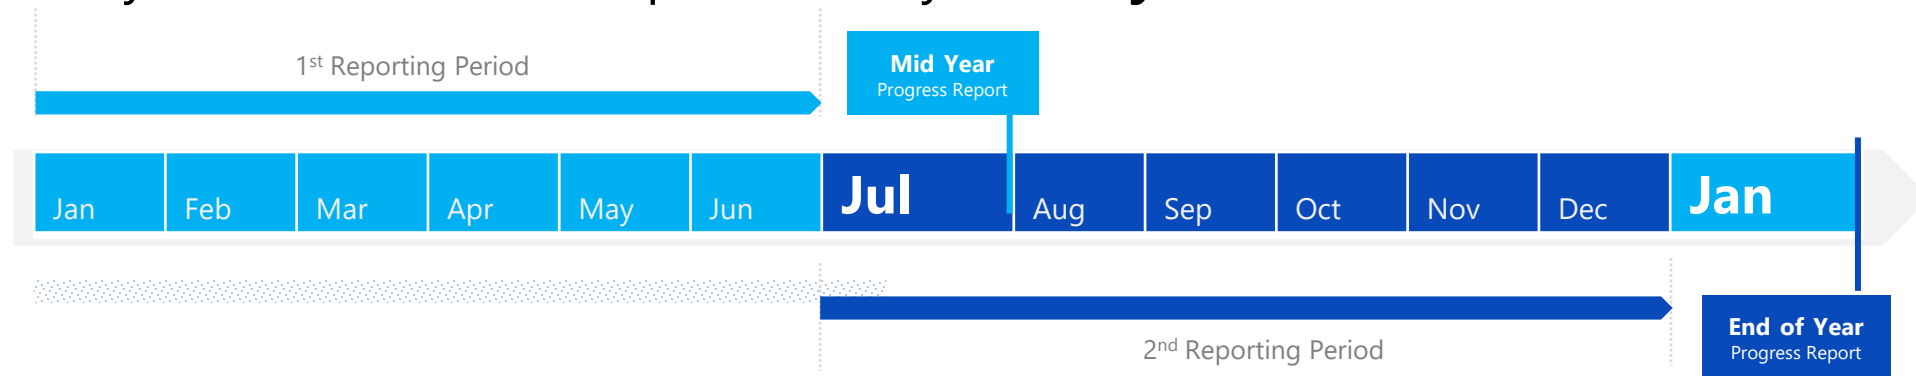 1st Reporting Period
Mid Year
Progress Report
Jan Feb Mar Apr May Jun Jul Aug Sep Oct Nov Dec Jan
2nd Reporting Period
End of Year
Progress Report